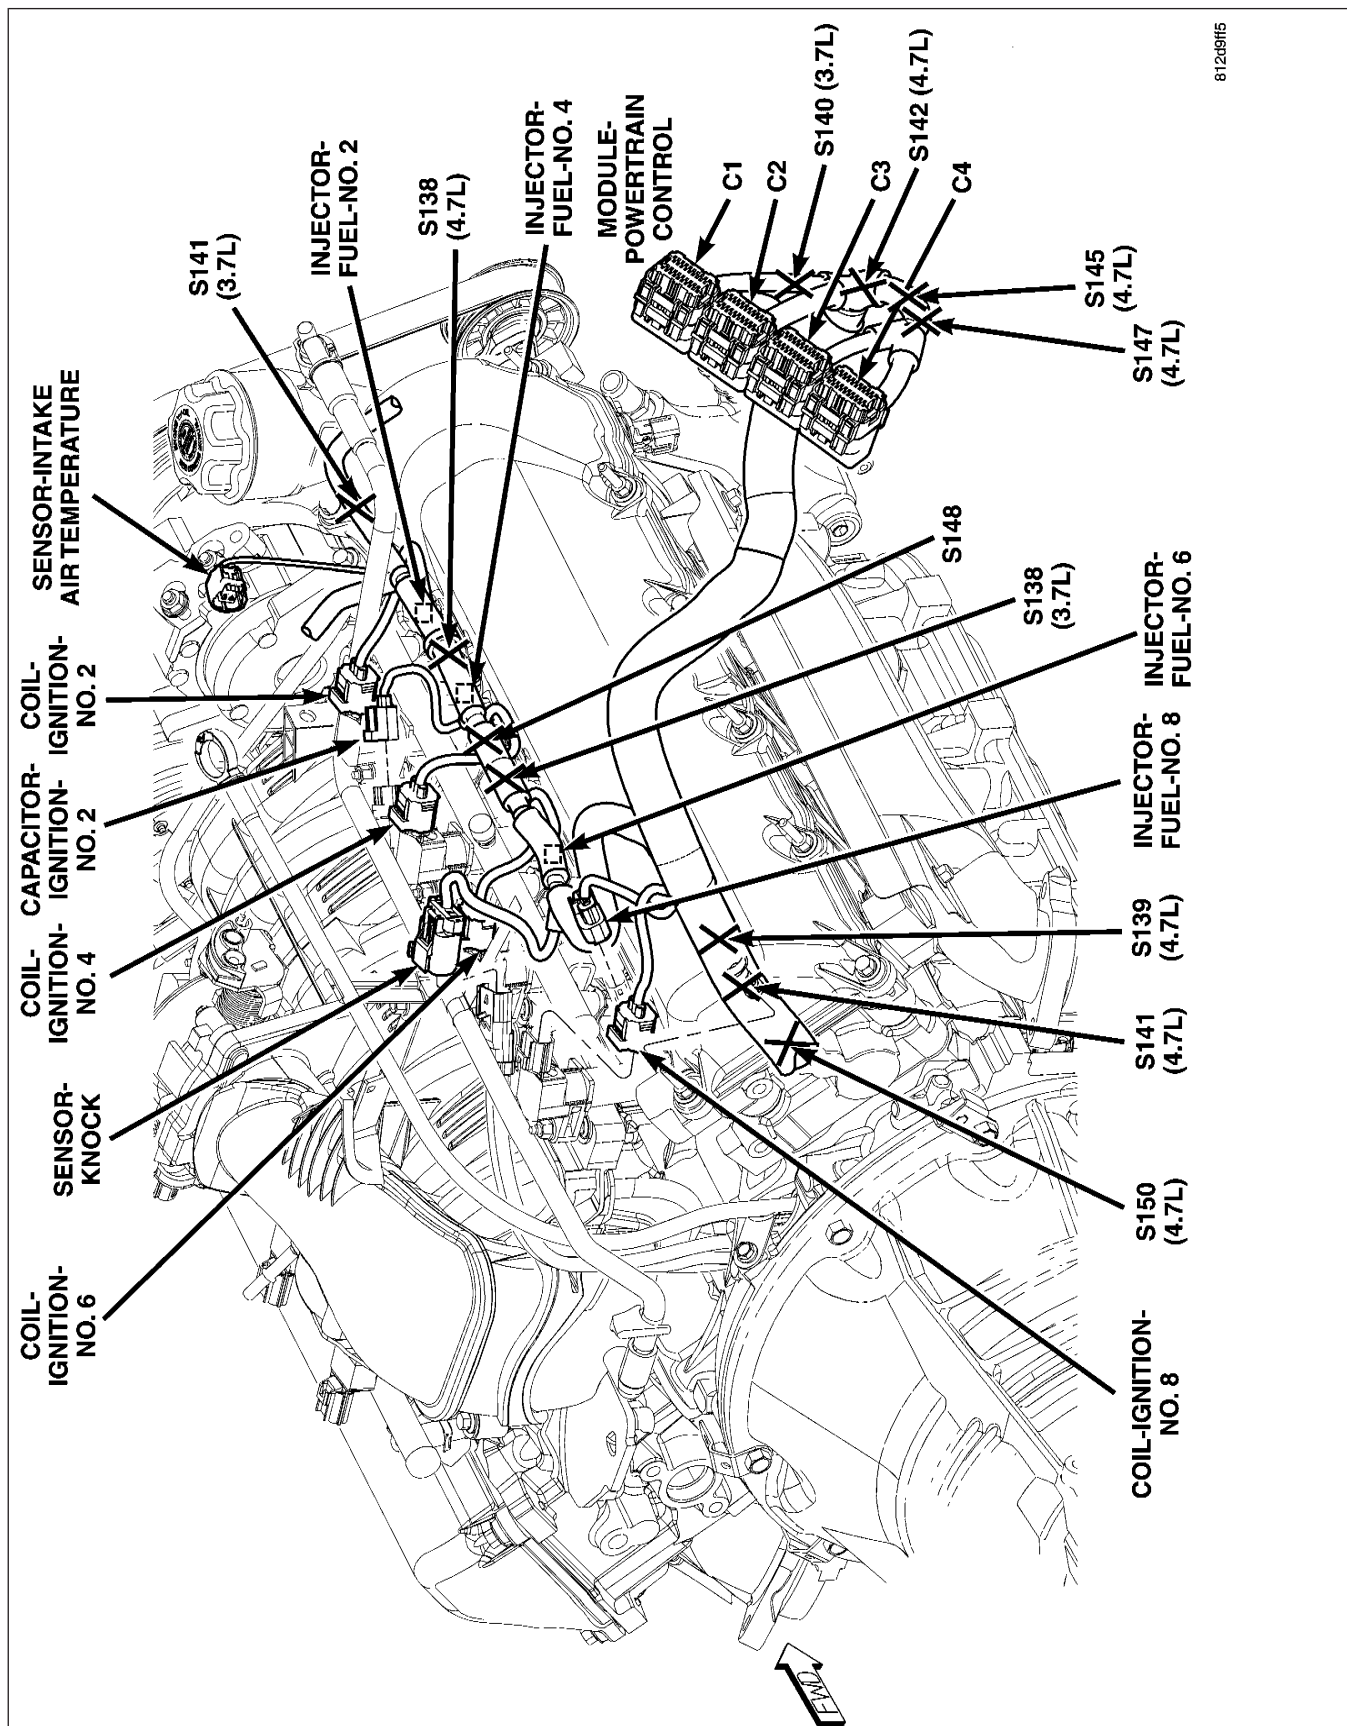 COIL-
IGNITION-
NO. 6
SENSOR-
KNOCK
COIL-
IGNITION-
NO. 4
CAPACITOR-
IGNITION-
NO. 2
COIL-
IGNITION-
NO. 2
SENSOR-INTAKE
AIR TEMPERATURE
S141
(3.7L)
INJECTOR-
FUEL-NO. 2
S138
(4.7L)
INJECTOR-
FUEL-NO. 4
MODULE-
POWERTRAIN
CONTROL
C1
C2
S140 (3.7L)
C3
S142 (4.7L)
C4
S145
(4.7L)
S147
(4.7L)
S148
S138
(3.7L)
INJECTOR-
FUEL-NO. 6
INJECTOR-
FUEL-NO. 8
S139
(4.7L)
S141
(4.7L)
S150
(4.7L)
COIL-IGNITION-
NO. 8
FWD
812d9ff5